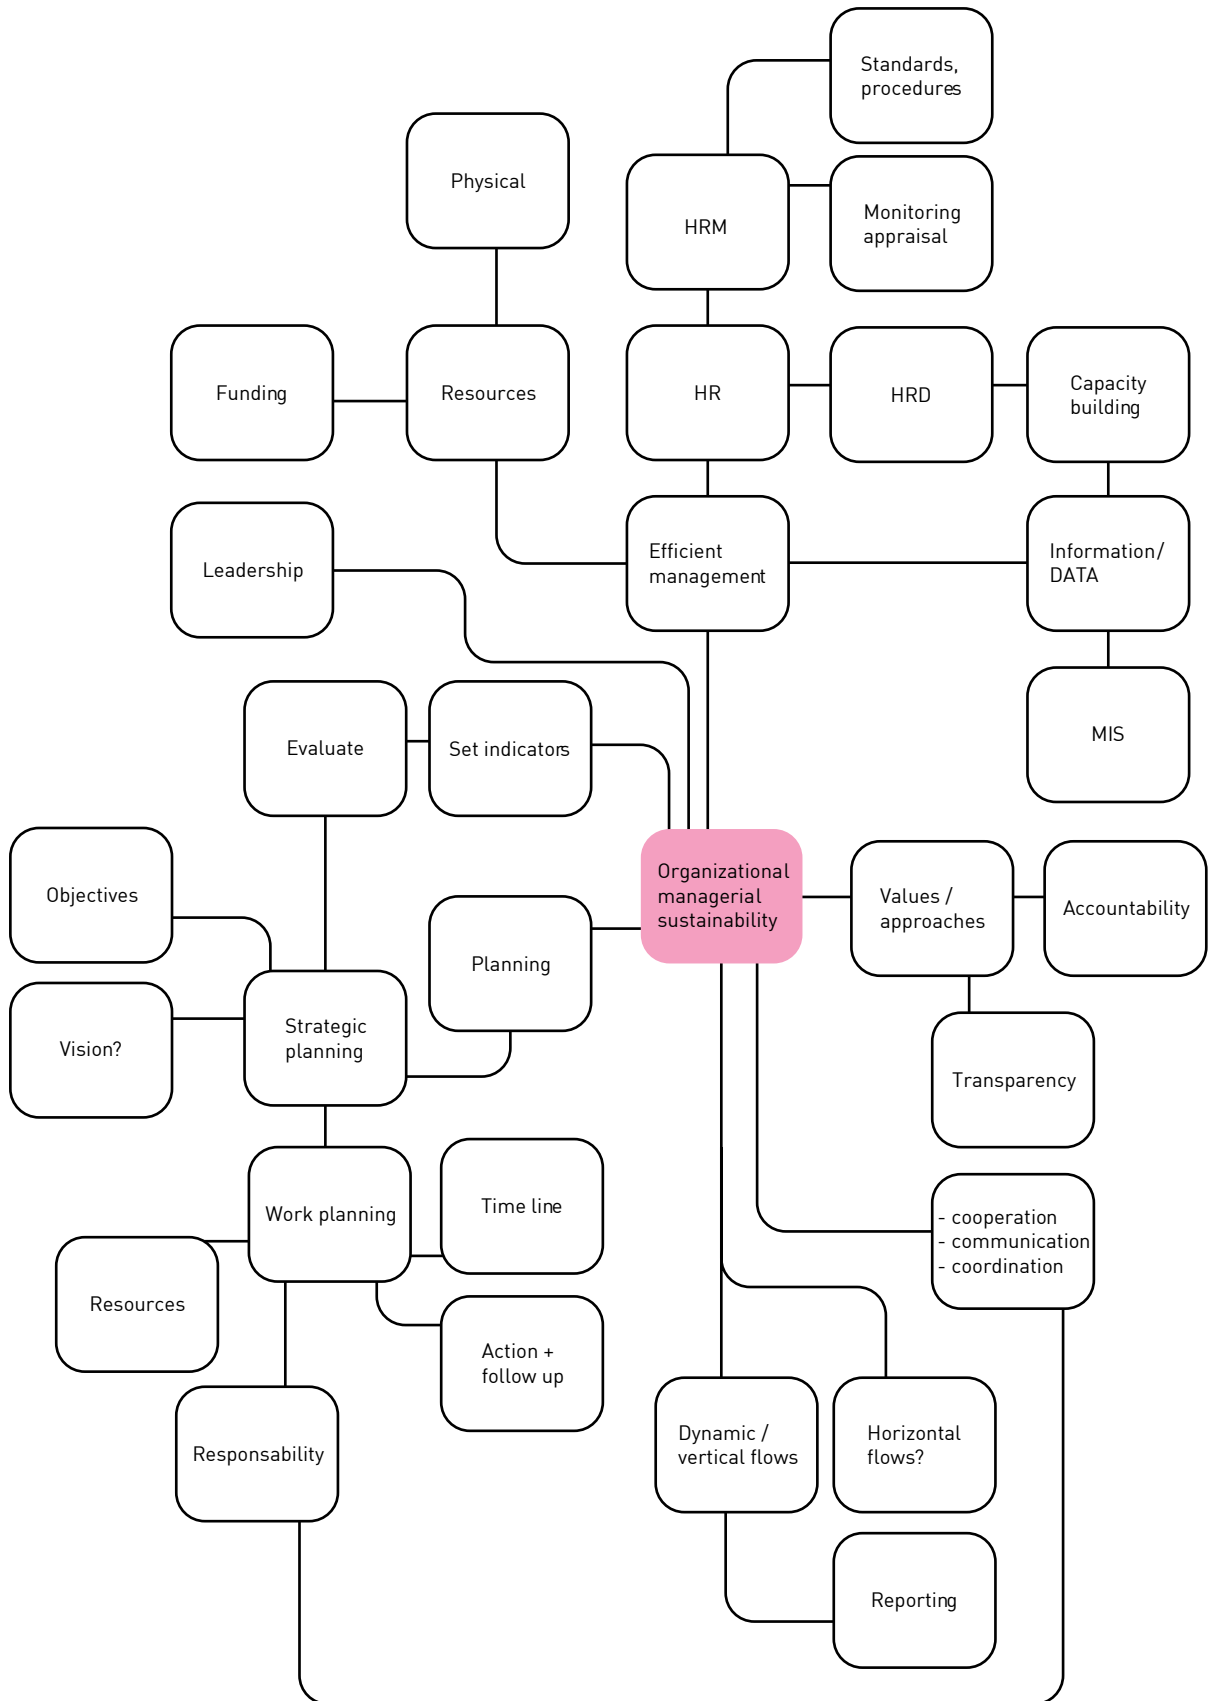 Standards,
procedures
Physical
Monitoring
appraisal
HRM
Funding
Resources
HR
HRD
Capacity
building
Leadership
Efficient
management
Information/
DATA
MIS
Evaluate
Set indicators
Objectives
Organizational
managerial
sustainability
Values /
approaches
Accountability
Planning
Vision?
Strategic
planning
Transparency
Work planning
Time line
- cooperation
- communication
- coordination
Resources
Action +
follow up
Responsability
Dynamic /
vertical flows
Horizontal
flows?
Reporting